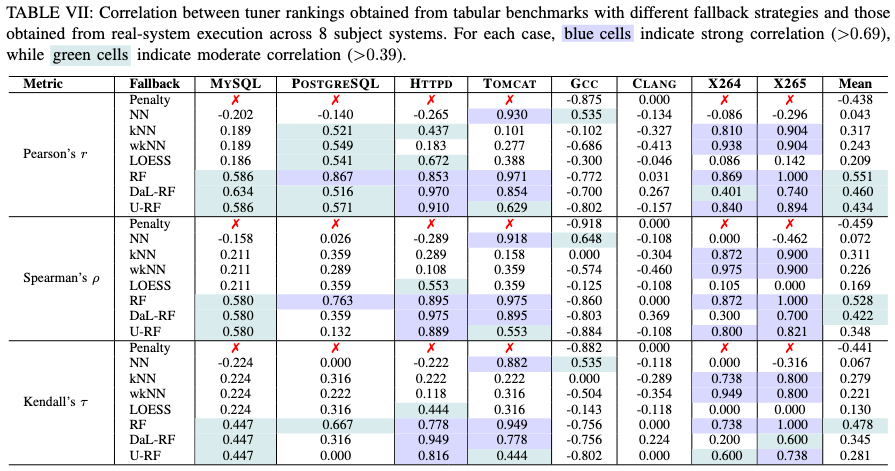 TABLE VII: Correlation between tuner rankings obtained from tabular benchmarks with different fallback strategies and those
obtained from real-system execution across 8 subject systems. For each case, blue cells indicate strong correlation (>0.69),
while green cells indicate moderate correlation (>0.39).
Metric Fallback MYSQL POSTGRESQL HTTPD TOMCAT GCC CLANG X264 X265 Mean
Penalty ✗ ✗ ✗ ✗ -0.875 0.000 ✗ ✗ -0.438
NN -0.202 -0.140 -0.265 0.930 0.535 -0.134 -0.086 -0.296 0.043
kNN 0.189 0.521 0.437 0.101 -0.102 -0.327 0.810 0.904 0.317
Pearson's r wkNN 0.189 0.549 0.183 0.277 -0.686 -0.413 0.938 0.904 0.243
LOESS 0.186 0.541 0.672 0.388 -0.300 -0.046 0.086 0.142 0.209
RF 0.586 0.867 0.853 0.971 -0.772 0.031 0.869 1.000 0.551
DaL-RF 0.634 0.516 0.970 0.854 -0.700 0.267 0.401 0.740 0.460
U-RF 0.586 0.571 0.910 0.629 -0.802 -0.157 0.840 0.894 0.434
Penalty ✗ ✗ ✗ ✗ -0.918 0.000 ✗ ✗ -0.459
NN -0.158 0.026 -0.289 0.918 0.648 -0.108 0.000 -0.462 0.072
kNN 0.211 0.359 0.289 0.158 0.000 -0.304 0.872 0.900 0.311
Spearman's ρ wkNN 0.211 0.289 0.108 0.359 -0.574 -0.460 0.975 0.900 0.226
LOESS 0.211 0.359 0.553 0.359 -0.125 -0.108 0.105 0.000 0.169
RF 0.580 0.763 0.895 0.975 -0.860 0.000 0.872 1.000 0.528
DaL-RF 0.580 0.359 0.975 0.895 -0.803 0.369 0.300 0.700 0.422
U-RF 0.580 0.132 0.889 0.553 -0.884 -0.108 0.800 0.821 0.348
Penalty ✗ ✗ ✗ ✗ -0.882 0.000 ✗ ✗ -0.441
NN -0.224 0.000 -0.222 0.882 0.535 -0.118 0.000 -0.316 0.067
kNN 0.224 0.316 0.222 0.222 0.000 -0.289 0.738 0.800 0.279
Kendall's τ wkNN 0.224 0.222 0.118 0.316 -0.504 -0.354 0.949 0.800 0.221
LOESS 0.224 0.316 0.444 0.316 -0.143 -0.118 0.000 0.000 0.130
RF 0.447 0.667 0.778 0.949 -0.756 0.000 0.738 1.000 0.478
DaL-RF 0.447 0.316 0.949 0.778 -0.756 0.224 0.200 0.600 0.345
U-RF 0.447 0.000 0.816 0.444 -0.802 0.000 0.600 0.738 0.281